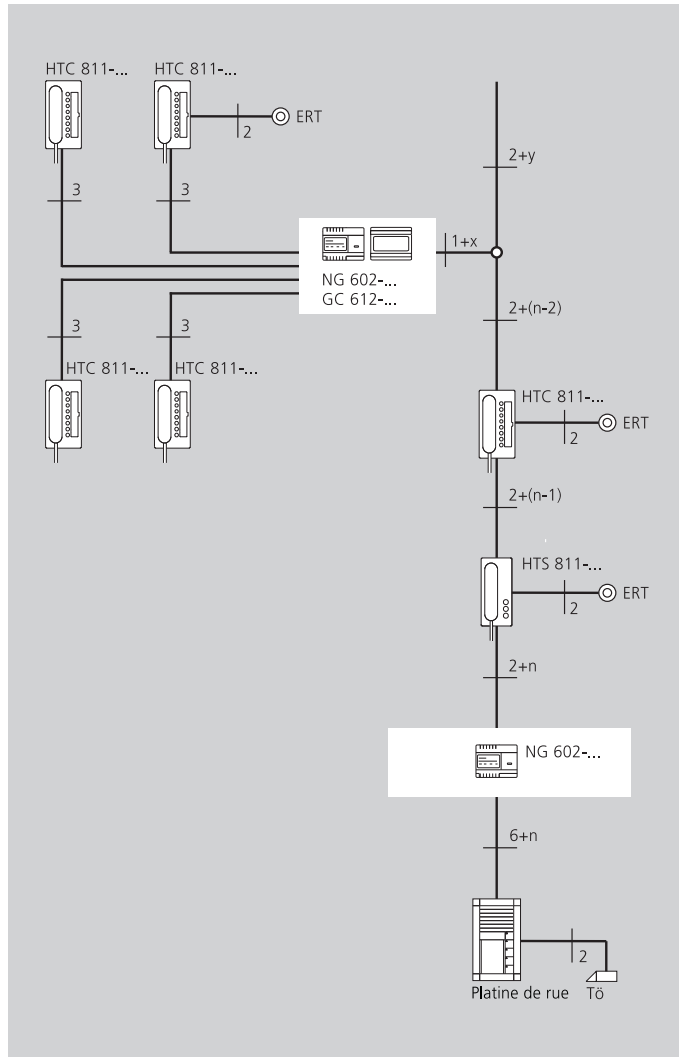 HTC 811-... HTC 811-...
ERT
2
2+y
3 3
1+x
NG 602-...
GC 612-...
2+(n-2)
3 3
HTC 811-... HTC 811-...
HTC 811-...
ERT
2
2+(n-1)
HTS 811-...
ERT
2
2+n
NG 602-...
6+n
2
Platine de rue Tö